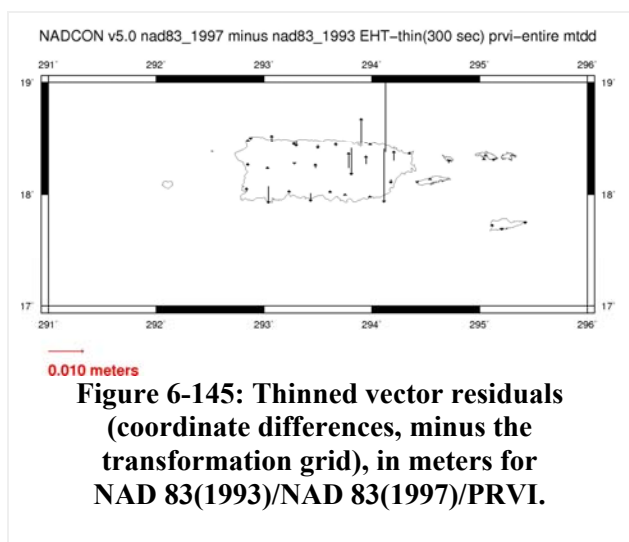 NADCON v5.0 nad83_1997 minus nad83_1993 EHT−thin(300 sec) prvi−entire mtdd
291˚ 292˚ 293˚ 294˚ 295˚ 296˚
19˚ 19˚
18˚ 18˚
17˚ 17˚
291˚ 292˚ 293˚ 294˚ 295˚ 296˚
0.010 meters
Figure 6-145: Thinned vector residuals
(coordinate differences, minus the
transformation grid), in meters for
NAD 83(1993)/NAD 83(1997)/PRVI.